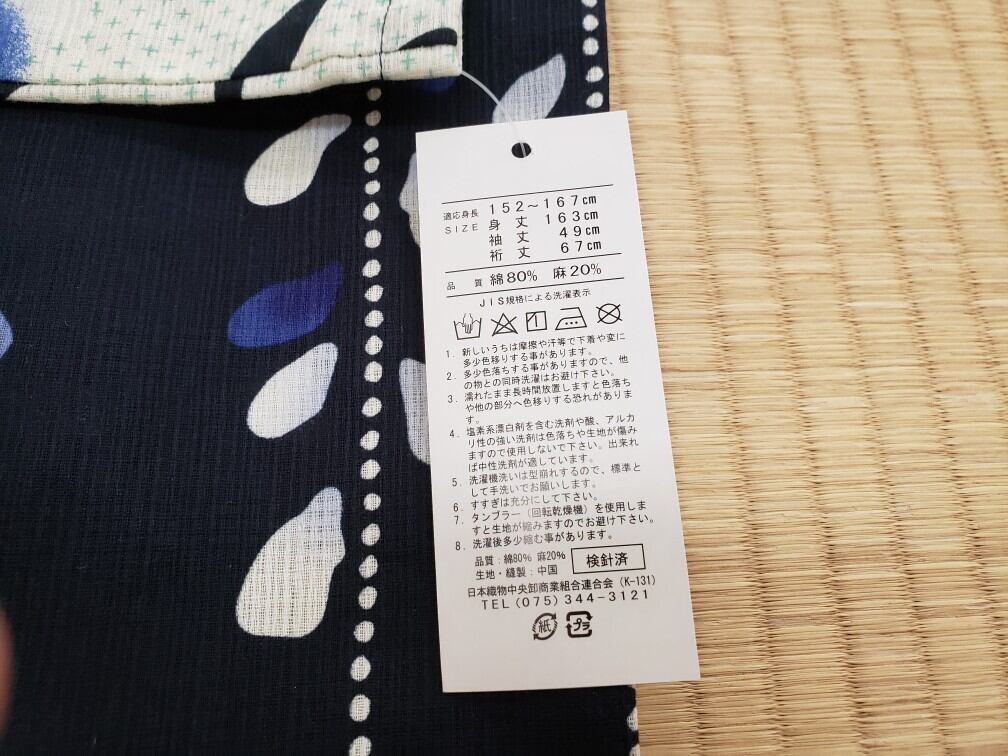 適応身長 152～167cm
SIZE 身丈 163cm
袖丈 49cm
裄丈 67cm
品質 綿80% 麻20%
JIS規格による洗濯表示
1. 新しいうちは摩擦や汗等で下着や変に
多少色移りする事があります。
2. 多少色落ちする事がありますので、他
の物との同時洗濯はお避け下さい。
3. 濡れたまま長時間放置しますと色落ち
や他の部分へ色移りする恐れがありま
す。
4. 塩素系漂白剤を含む洗剤や酸、アルカ
リ性の強い洗剤は色落ちや生地が傷み
ますので使用しないで下さい。出来れ
ば中性洗剤が適しています。
5. 洗濯機洗いは型崩れするので、標準と
して手洗いでお願いします。
6. すすぎは充分にして下さい。
7. タンブラー（回転乾燥機）を使用しま
すと生地が縮みますのでお避け下さい。
8. 洗濯後多少縮む事があります。
品質：綿80% 麻20%
生地・縫製：中国 検針済
日本織物中央卸商業組合連合会（K-131）
TEL(075)344-3121
紙 プラ